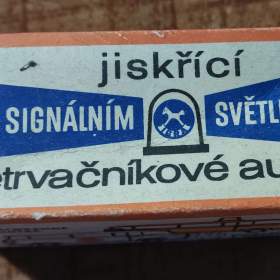 jiskřící
SIGNÁLNÍM SVĚTL
etrvačníkové au